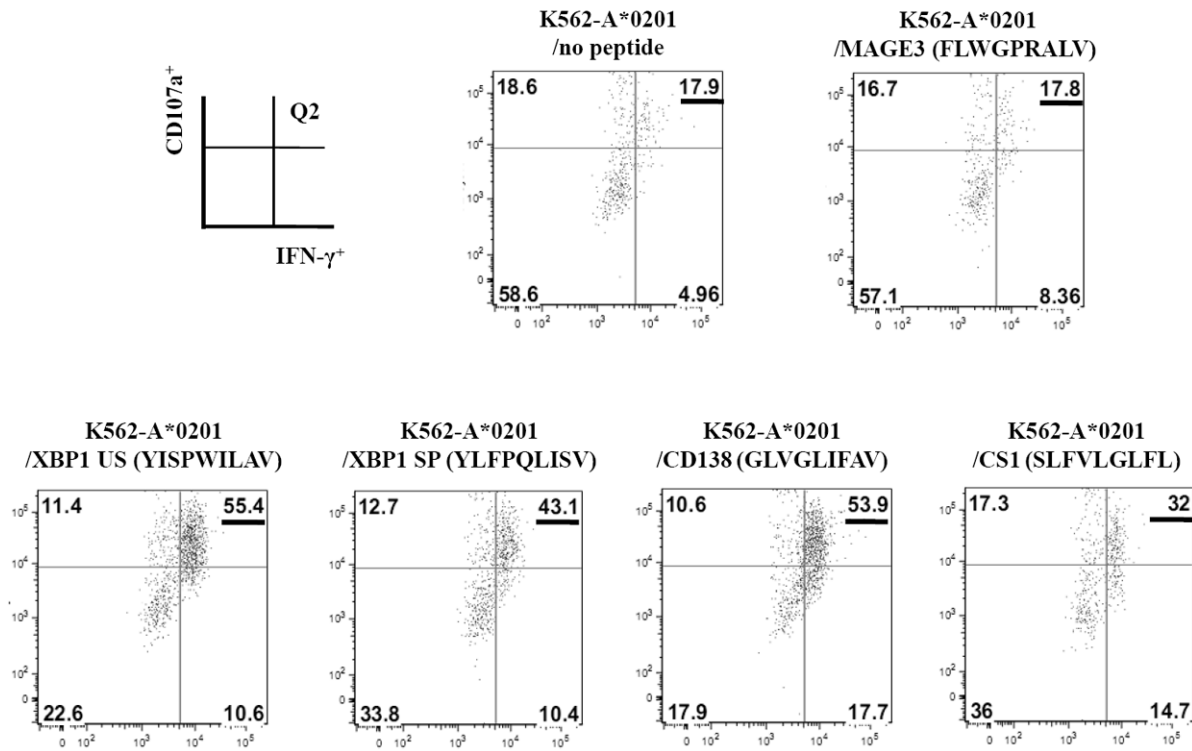 K562-A*0201
/no peptide
K562-A*0201
/MAGE3 (FLWGPRALV)
CD107a⁺
Q2
IFN-γ⁺
18.6 17.9
10⁵
10⁴
10³
10²
0
58.6 4.96
0 10² 10³ 10⁴ 10⁵
16.7 17.8
10⁵
10⁴
10³
10²
0
57.1 8.36
0 10² 10³ 10⁴ 10⁵
K562-A*0201
/XBP1 US (YISPWILAV)
K562-A*0201
/XBP1 SP (YLFPQLISV)
K562-A*0201
/CD138 (GLVGLIFAV)
K562-A*0201
/CS1 (SLFVLGLFL)
11.4 55.4
10⁵
10⁴
10³
10²
0
22.6 10.6
0 10² 10³ 10⁴ 10⁵
12.7 43.1
10⁵
10⁴
10³
10²
0
33.8 10.4
0 10² 10³ 10⁴ 10⁵
10.6 53.9
10⁵
10⁴
10³
10²
0
17.9 17.7
0 10² 10³ 10⁴ 10⁵
17.3 32
10⁵
10⁴
10³
10²
0
36 14.7
0 10² 10³ 10⁴ 10⁵